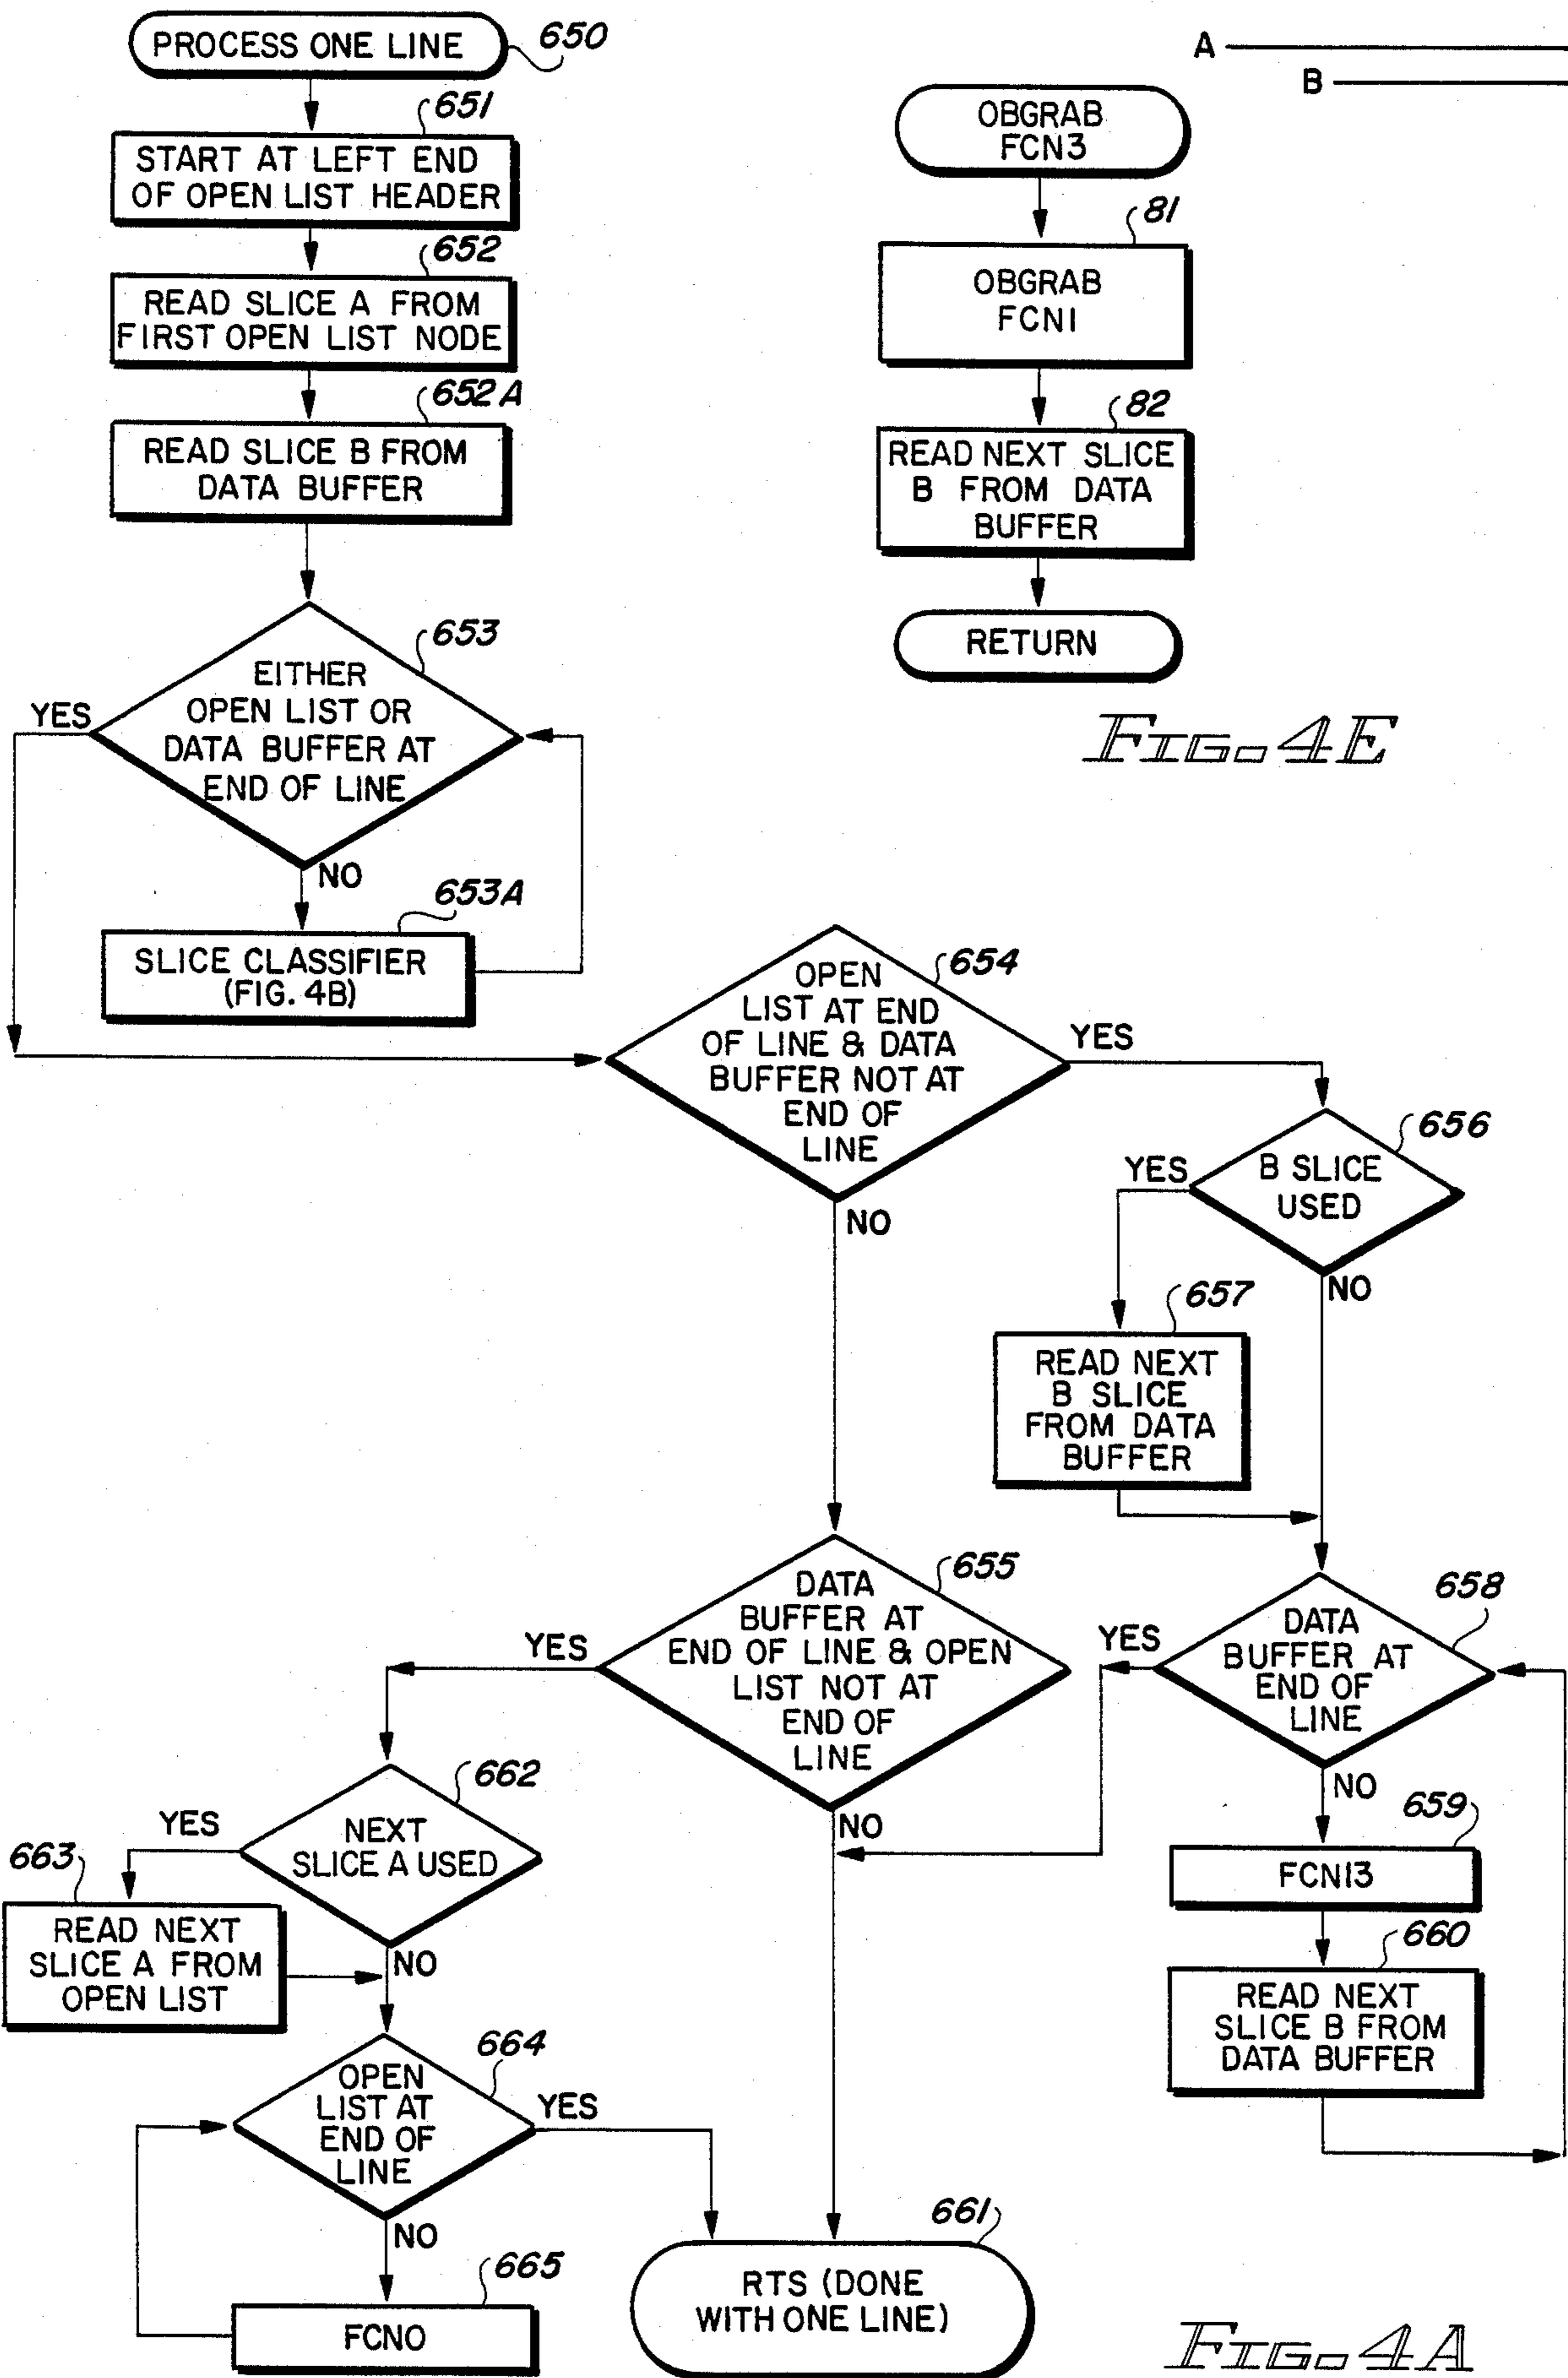 PROCESS ONE LINE
650
651
START AT LEFT END
OF OPEN LIST HEADER
652
READ SLICE A FROM
FIRST OPEN LIST NODE
652A
READ SLICE B FROM
DATA BUFFER
653
EITHER
OPEN LIST OR
DATA BUFFER AT
END OF LINE
YES
NO
653A
SLICE CLASSIFIER
(FIG. 4B)
A
B
OBGRAB
FCN3
81
OBGRAB
FCN1
82
READ NEXT SLICE
B FROM DATA
BUFFER
RETURN
FIG. 4E
654
OPEN
LIST AT END
OF LINE & DATA
BUFFER NOT AT
END OF
LINE
YES
NO
656
B SLICE
USED
YES
NO
657
READ NEXT
B SLICE
FROM DATA
BUFFER
655
DATA
BUFFER AT
END OF LINE & OPEN
LIST NOT AT
END OF
LINE
YES
NO
658
DATA
BUFFER AT
END OF
LINE
YES
NO
659
FCN13
660
READ NEXT
SLICE B FROM
DATA BUFFER
662
NEXT
SLICE A USED
YES
NO
663
READ NEXT
SLICE A FROM
OPEN LIST
664
OPEN
LIST AT
END OF
LINE
YES
NO
665
FCN0
661
RTS (DONE
WITH ONE LINE)
FIG. 4A